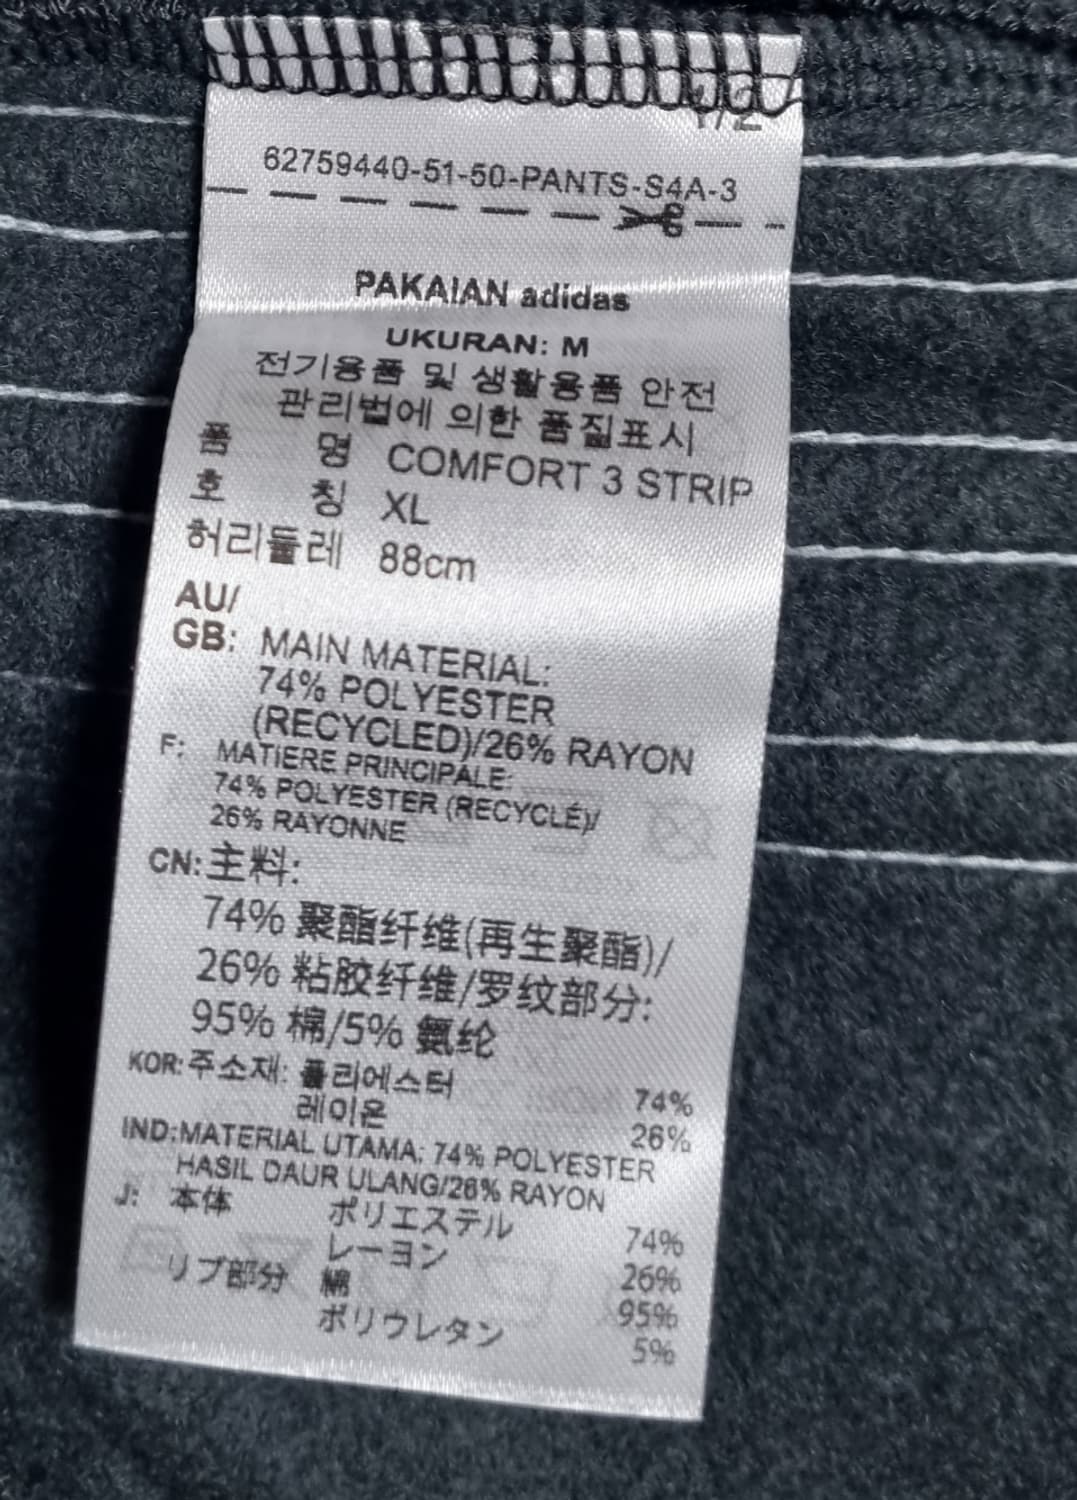 1/2
62759440-51-50-PANTS-S4A-3
PAKAIAN adidas
UKURAN: M
전기용품 및 생활용품 안전
관리법에 의한 품질표시
품 명 COMFORT 3 STRIP
호 칭 XL
허리둘레 88cm
AU/
GB: MAIN MATERIAL:
74% POLYESTER
(RECYCLED)/26% RAYON
F: MATIERE PRINCIPALE:
74% POLYESTER (RECYCLÉ)/
26% RAYONNE
CN: 主料:
74% 聚酯纤维(再生聚酯)/
26% 粘胶纤维/罗纹部分:
95% 棉/5% 氨纶
KOR: 주소재: 폴리에스터 74%
레이온 26%
IND:MATERIAL UTAMA: 74% POLYESTER
HASIL DAUR ULANG/26% RAYON
J: 本体 ポリエステル 74%
レーヨン 26%
リブ部分 綿 95%
ポリウレタン 5%